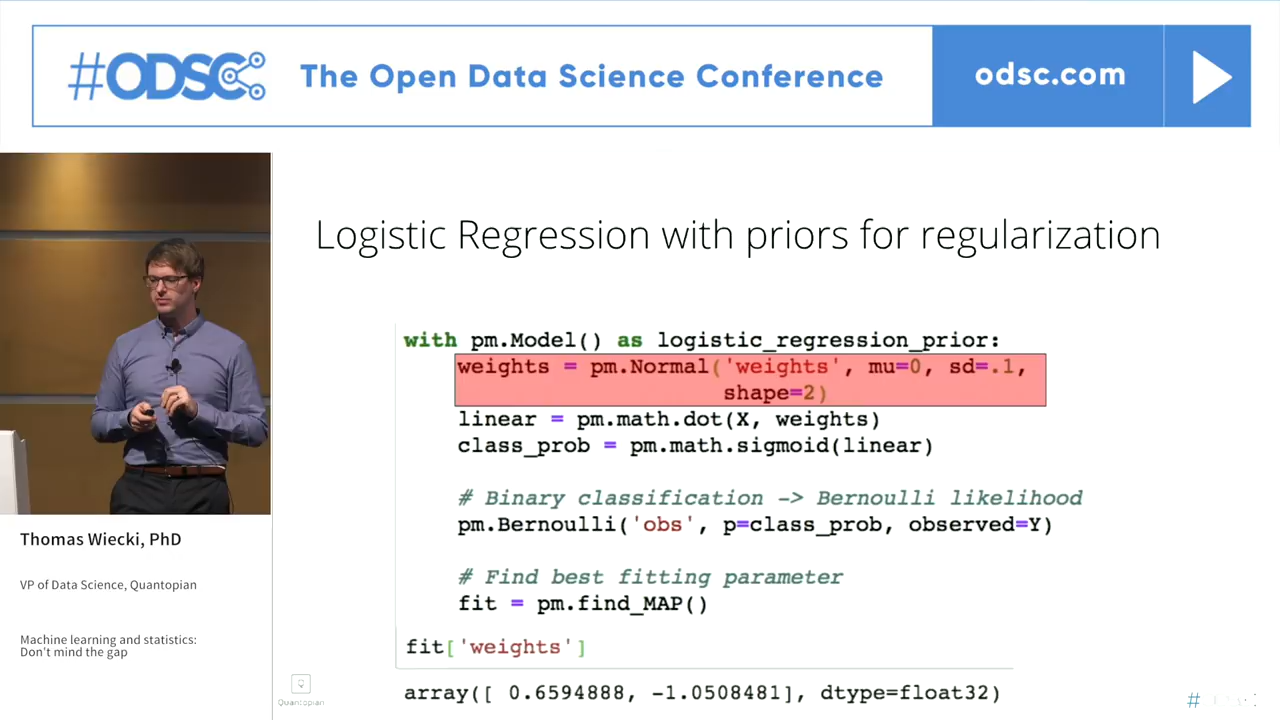 #ODSC
The Open Data Science Conference
odsc.com
Logistic Regression with priors for regularization
with pm.Model() as logistic_regression_prior:
weights = pm.Normal('weights', mu=0, sd=.1,
shape=2)
linear = pm.math.dot(X, weights)
class_prob = pm.math.sigmoid(linear)
# Binary classification -> Bernoulli likelihood
pm.Bernoulli('obs', p=class_prob, observed=Y)
# Find best fitting parameter
fit = pm.find_MAP()
fit['weights']
array([ 0.6594888, -1.0508481], dtype=float32)
Thomas Wiecki, PhD
VP of Data Science, Quantopian
Machine learning and statistics:
Don't mind the gap
Quantopian
#